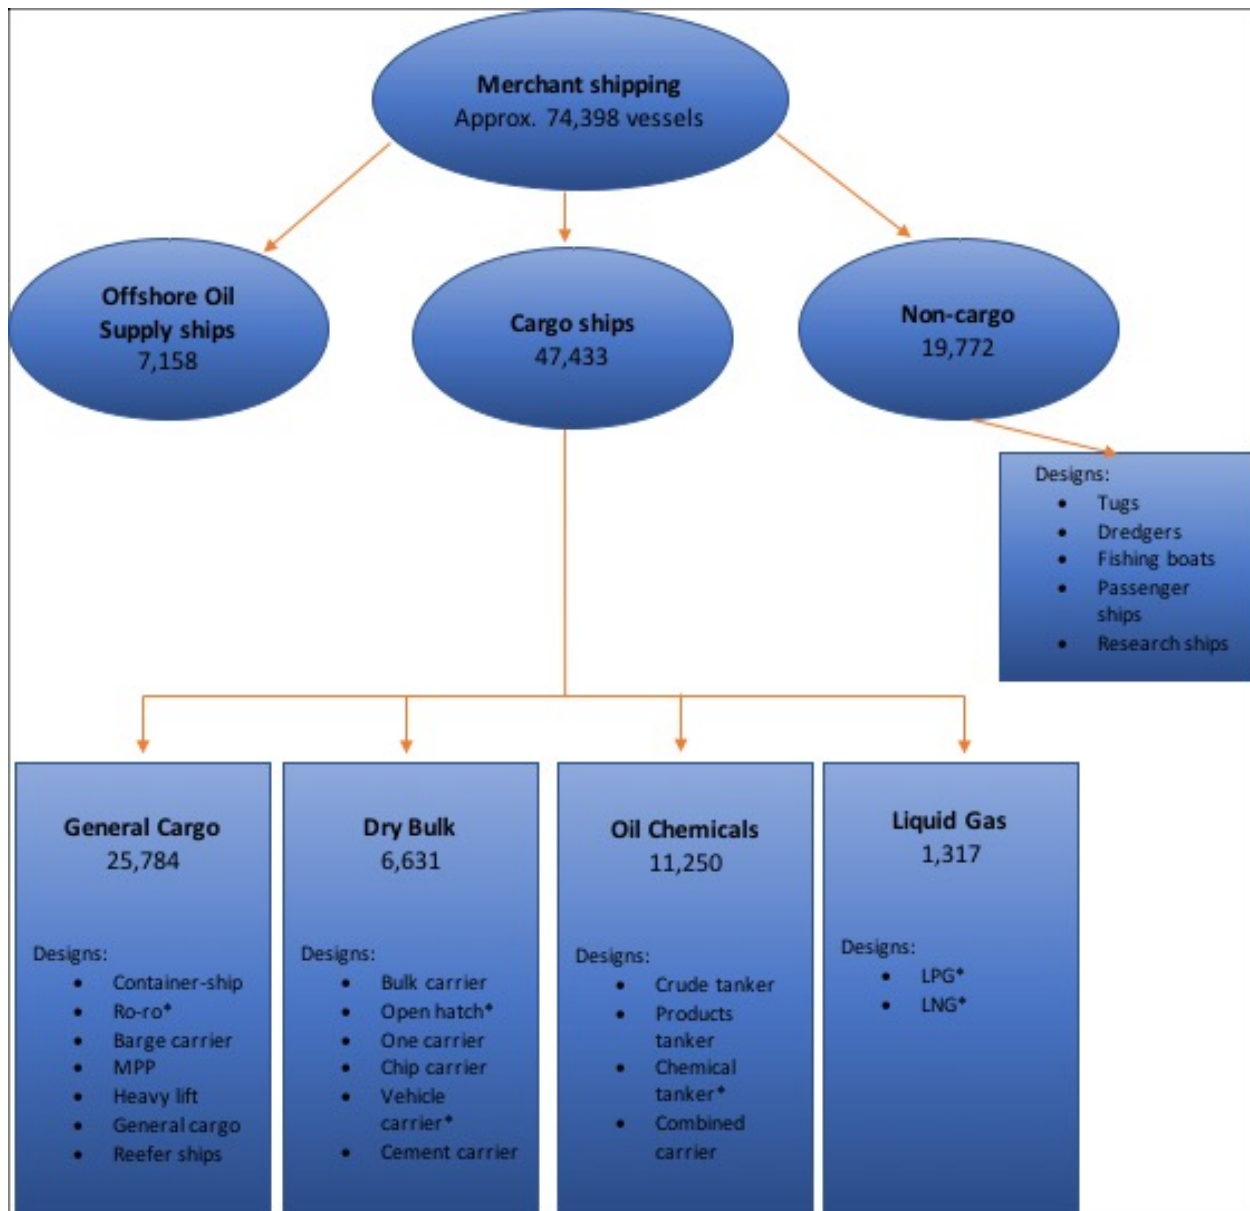 Merchant shipping
Approx. 74,398 vessels
Offshore Oil
Supply ships
7,158
Cargo ships
47,433
Non-cargo
19,772
Designs:
• Tugs
• Dredgers
• Fishing boats
• Passenger
ships
• Research ships
General Cargo
25,784
Designs:
• Container-ship
• Ro-ro*
• Barge carrier
• MPP
• Heavy lift
• General cargo
• Reefer ships
Dry Bulk
6,631
Designs:
• Bulk carrier
• Open hatch*
• One carrier
• Chip carrier
• Vehicle
carrier*
• Cement carrier
Oil Chemicals
11,250
Designs:
• Crude tanker
• Products
tanker
• Chemical
tanker*
• Combined
carrier
Liquid Gas
1,317
Designs:
• LPG*
• LNG*